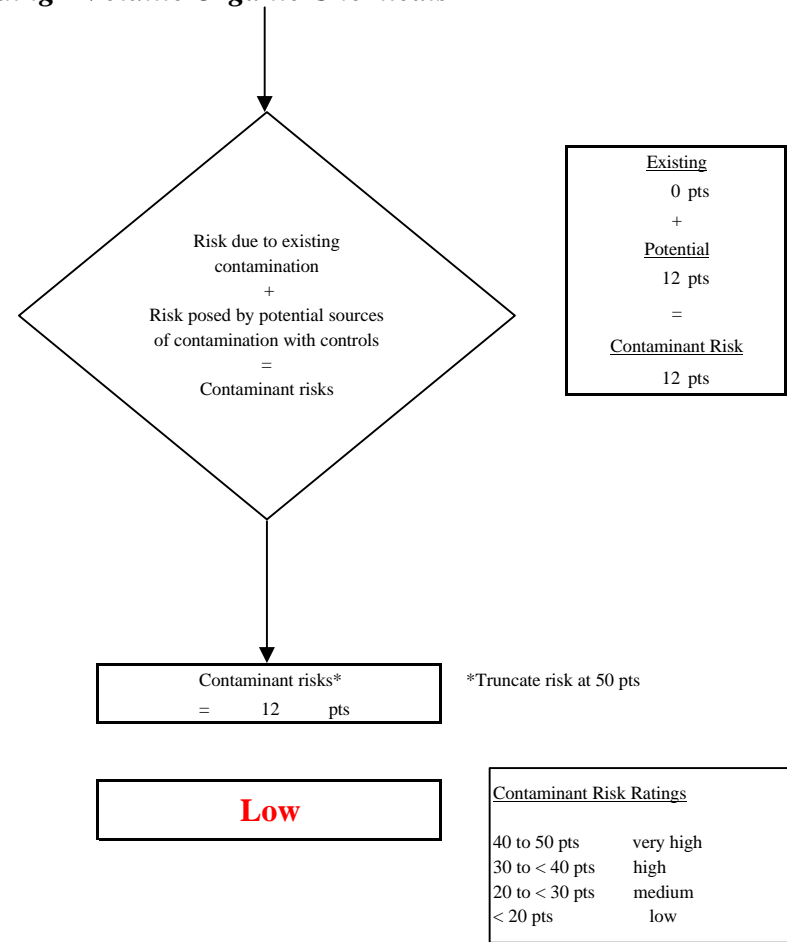 Risk due to existing
contamination
+
Risk posed by potential sources
of contamination with controls
=
Contaminant risks
Existing
0 pts
+
Potential
12 pts
=
Contaminant Risk
12 pts
Contaminant risks*
= 12 pts
*Truncate risk at 50 pts
Low
Contaminant Risk Ratings
40 to 50 pts very high
30 to < 40 pts high
20 to < 30 pts medium
< 20 pts low